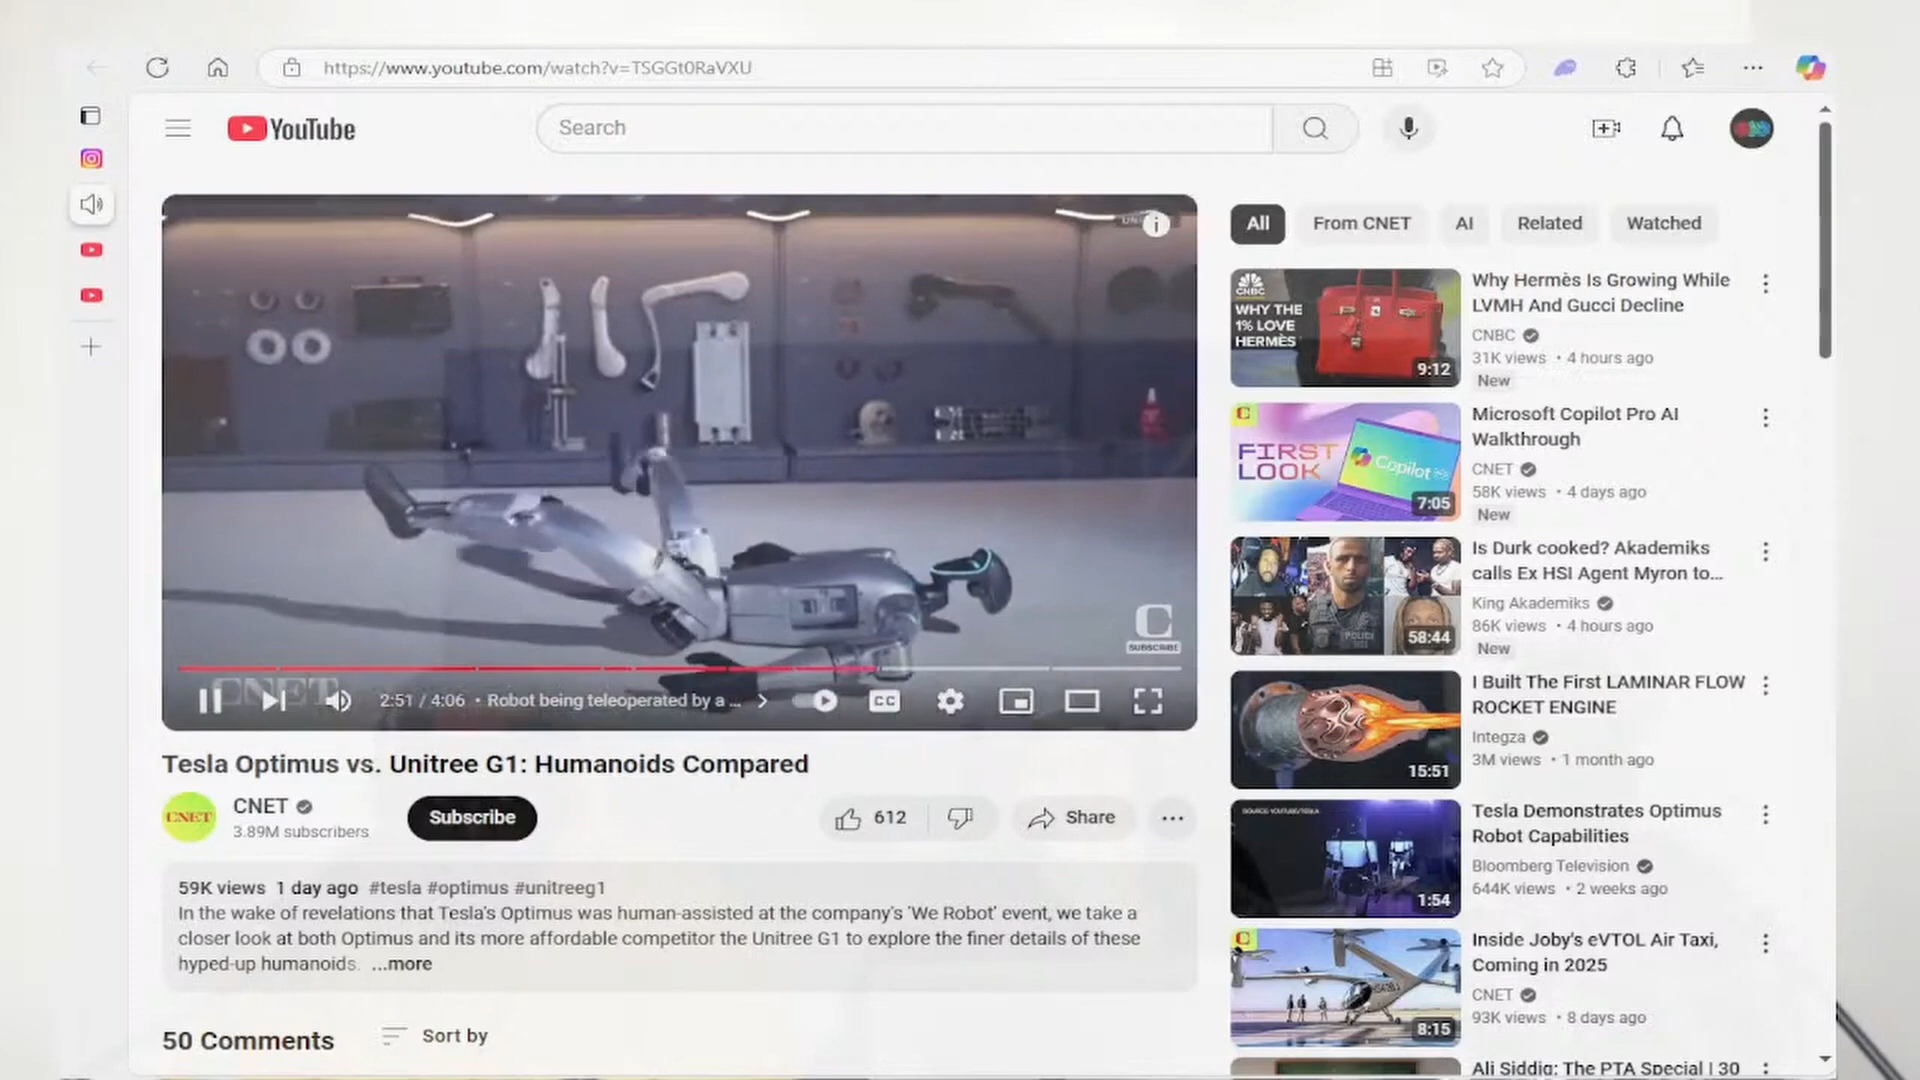 https://www.youtube.com/watch?v=TSGGt0RaVXU
YouTube
Search
SUBSCRIBE
CNET
2:51 / 4:06 • Robot being teleoperated by a ...
CC
Tesla Optimus vs. Unitree G1: Humanoids Compared
CNET
CNET
3.89M subscribers
Subscribe
612
Share
59K views 1 day ago #tesla #optimus #unitreeg1
In the wake of revelations that Tesla's Optimus was human-assisted at the company's 'We Robot' event, we take a
closer look at both Optimus and its more affordable competitor the Unitree G1 to explore the finer details of these
hyped-up humanoids. ...more
50 Comments
Sort by
All
From CNET
AI
Related
Watched
CNBC
WHY THE
1% LOVE
HERMÈS
9:12
Why Hermès Is Growing While
LVMH And Gucci Decline
CNBC
31K views • 4 hours ago
New
C
FIRST
LOOK
Copilot
7:05
Microsoft Copilot Pro AI
Walkthrough
CNET
58K views • 4 days ago
New
POLICE
58:44
Is Durk cooked? Akademiks
calls Ex HSI Agent Myron to...
King Akademiks
86K views • 4 hours ago
New
15:51
I Built The First LAMINAR FLOW
ROCKET ENGINE
Integza
3M views • 1 month ago
SOURCE: YOUTUBE/TESLA
1:54
Tesla Demonstrates Optimus
Robot Capabilities
Bloomberg Television
644K views • 2 weeks ago
C
8:15
Inside Joby's eVTOL Air Taxi,
Coming in 2025
CNET
93K views • 8 days ago
Ali Siddiq: The PTA Special | 30